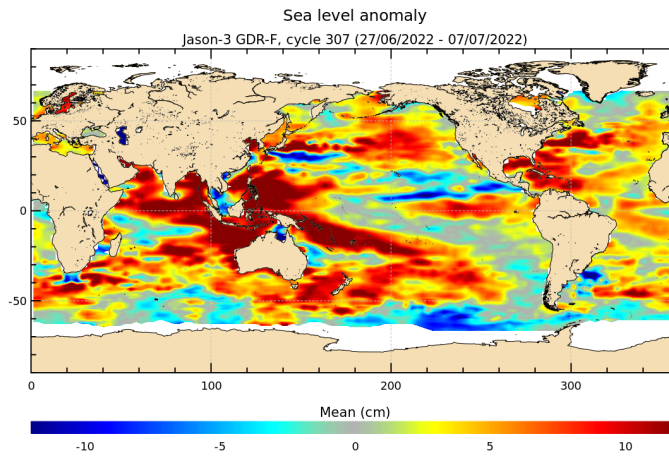 Sea level anomaly
Jason-3 GDR-F, cycle 307 (27/06/2022 - 07/07/2022)
50
0
-50
0 100 200 300
Mean (cm)
-10 -5 0 5 10